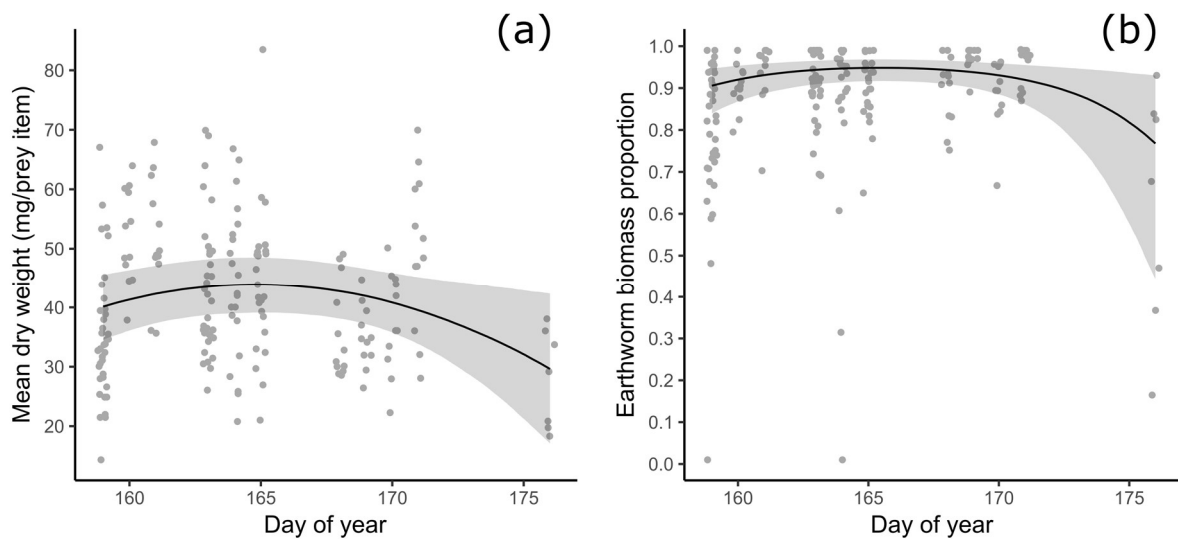 (a)
Mean dry weight (mg/prey item)
80
70
60
50
40
30
20
160 165 170 175
Day of year
(b)
Earthworm biomass proportion
1.0
0.9
0.8
0.7
0.6
0.5
0.4
0.3
0.2
0.1
0.0
160 165 170 175
Day of year